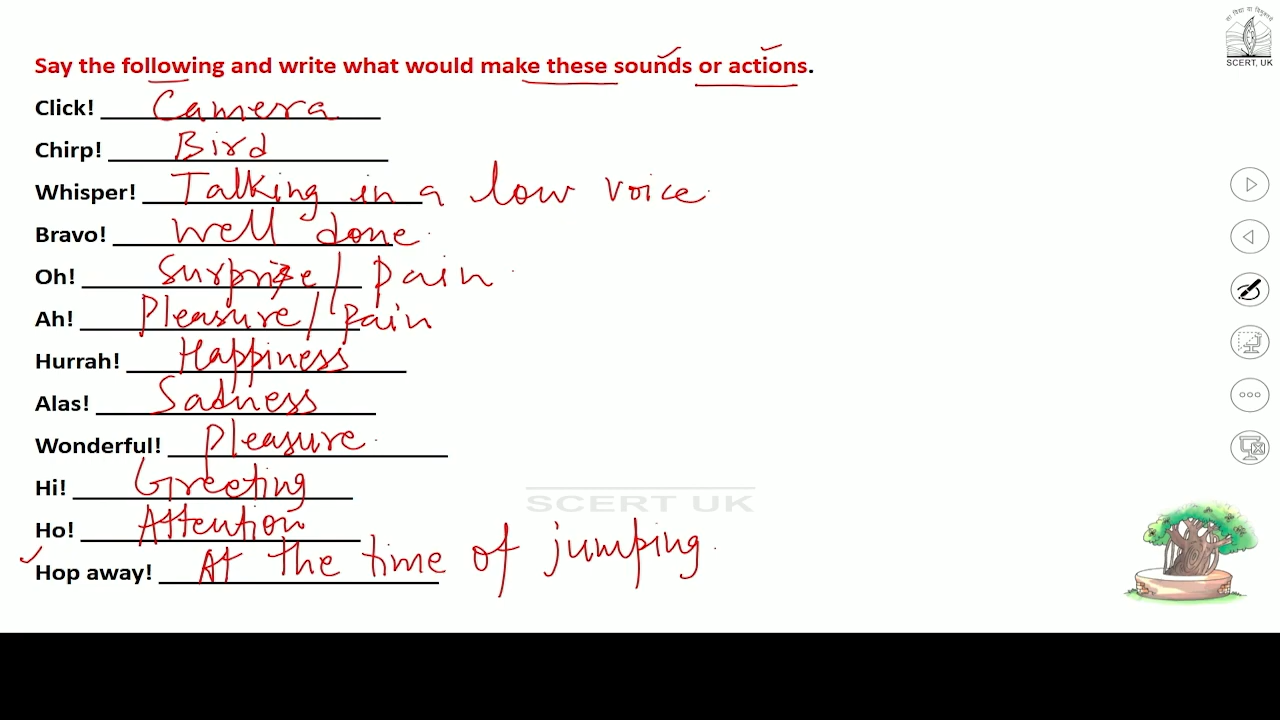 Say the following and write what would make these sounds or actions.
Click! Camera
Chirp! Bird
Whisper! Talking in a low voice
Bravo! Well done
Oh! Surprise/Pain
Ah! Pleasure/Pain
Hurrah! Happiness
Alas! Sadness
Wonderful! Pleasure
Hi! Greeting
Ho! Attention
Hop away! At the time of jumping
SCERT UK
SCERT, UK